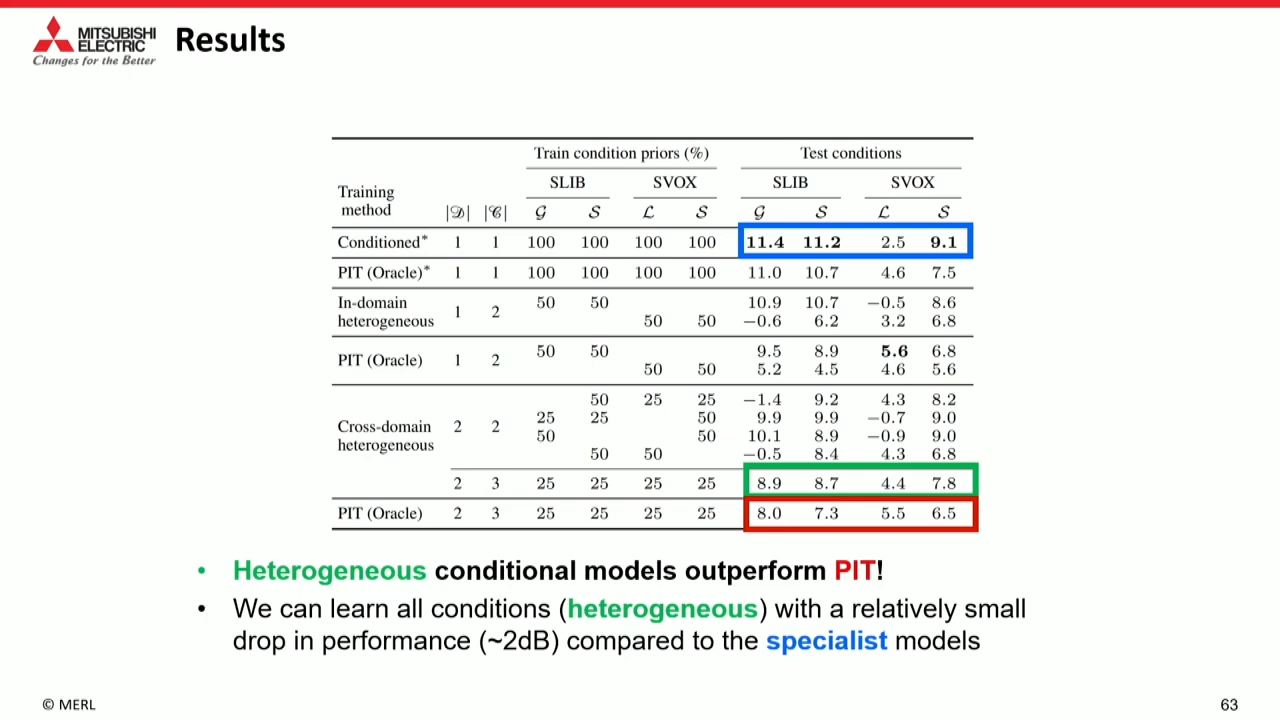 MITSUBISHI
ELECTRIC
Changes for the Better
Results
Train condition priors (%) Test conditions
SLIB SVOX SLIB SVOX
Training
method |𝒟| |𝒞| 𝒢 𝒮 ℒ 𝒮 𝒢 𝒮 ℒ 𝒮
Conditioned* 1 1 100 100 100 100 11.4 11.2 2.5 9.1
PIT (Oracle)* 1 1 100 100 100 100 11.0 10.7 4.6 7.5
In-domain
heterogeneous 1 2 50 50 10.9 10.7 −0.5 8.6
50 50 −0.6 6.2 3.2 6.8
PIT (Oracle) 1 2 50 50 9.5 8.9 5.6 6.8
50 50 5.2 4.5 4.6 5.6
Cross-domain
heterogeneous 2 2 50 25 25 −1.4 9.2 4.3 8.2
25 25 50 9.9 9.9 −0.7 9.0
50 50 10.1 8.9 −0.9 9.0
50 50 −0.5 8.4 4.3 6.8
2 3 25 25 25 25 8.9 8.7 4.4 7.8
PIT (Oracle) 2 3 25 25 25 25 8.0 7.3 5.5 6.5
• Heterogeneous conditional models outperform PIT!
• We can learn all conditions (heterogeneous) with a relatively small
drop in performance (~2dB) compared to the specialist models
© MERL
63